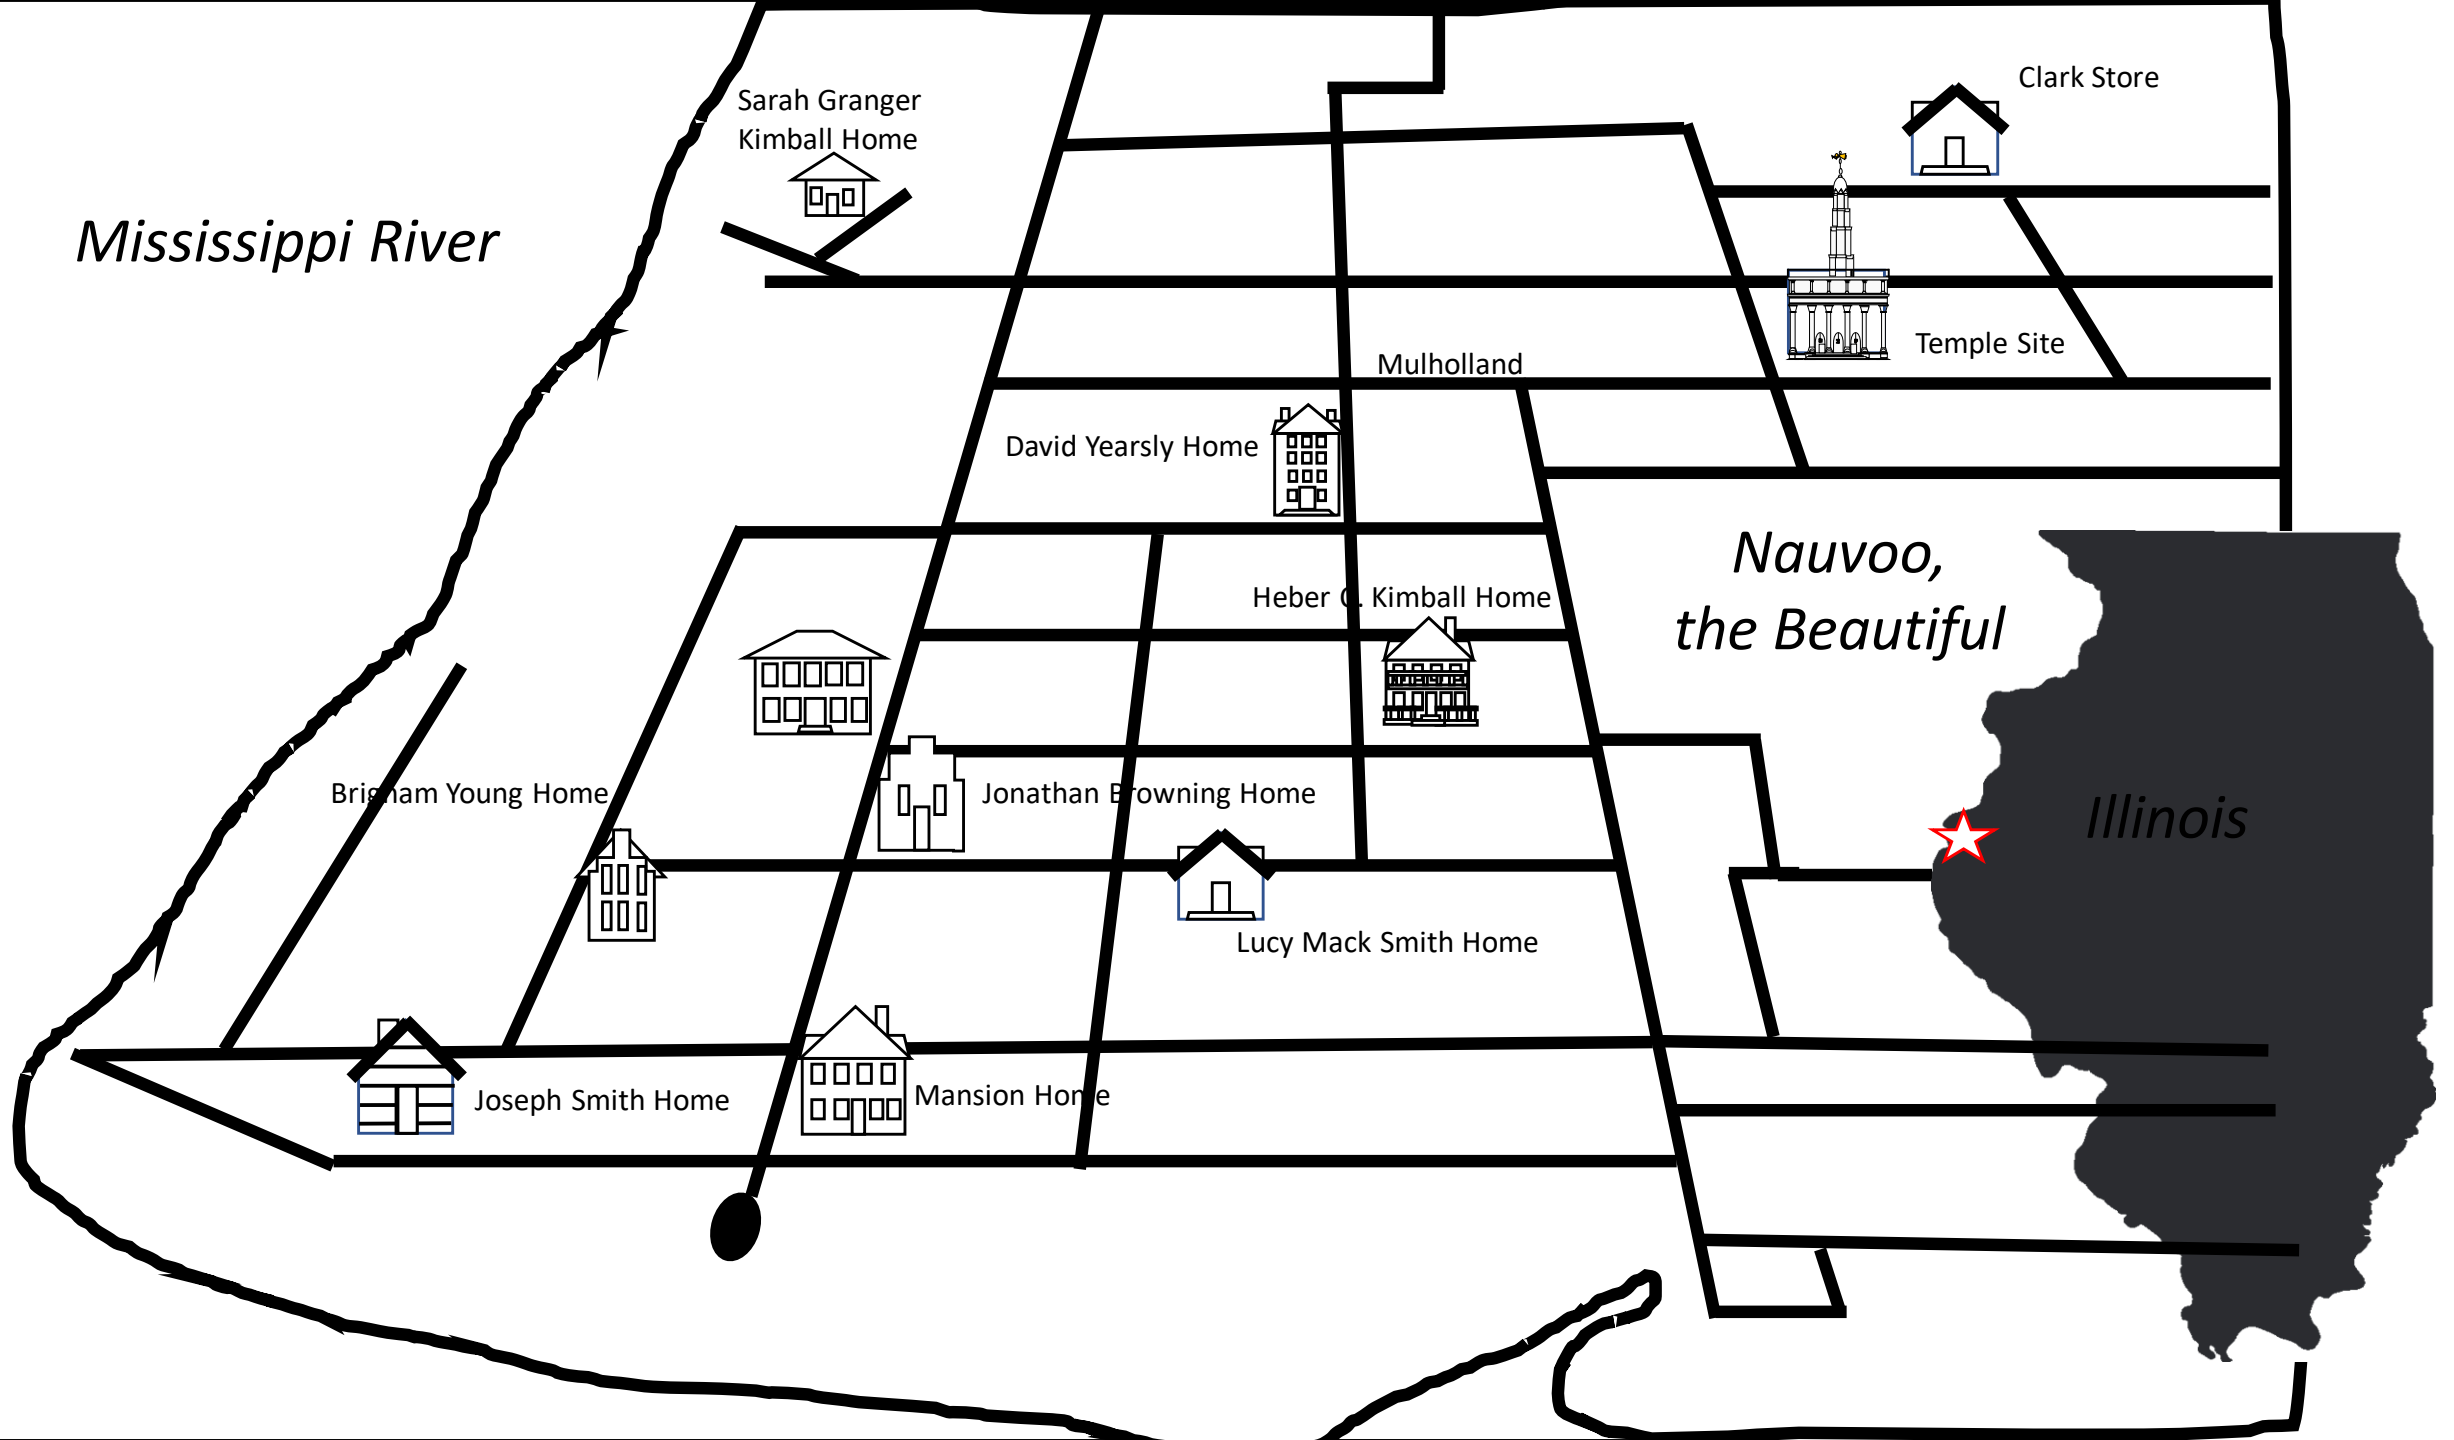 Clark Store
Sarah Granger
Kimball Home
Mississippi River
Temple Site
Mulholland
David Yearsly Home
Nauvoo,
the Beautiful
Heber C. Kimball Home
Brigham Young Home
Jonathan Browning Home
Illinois
Lucy Mack Smith Home
Joseph Smith Home
Mansion Home